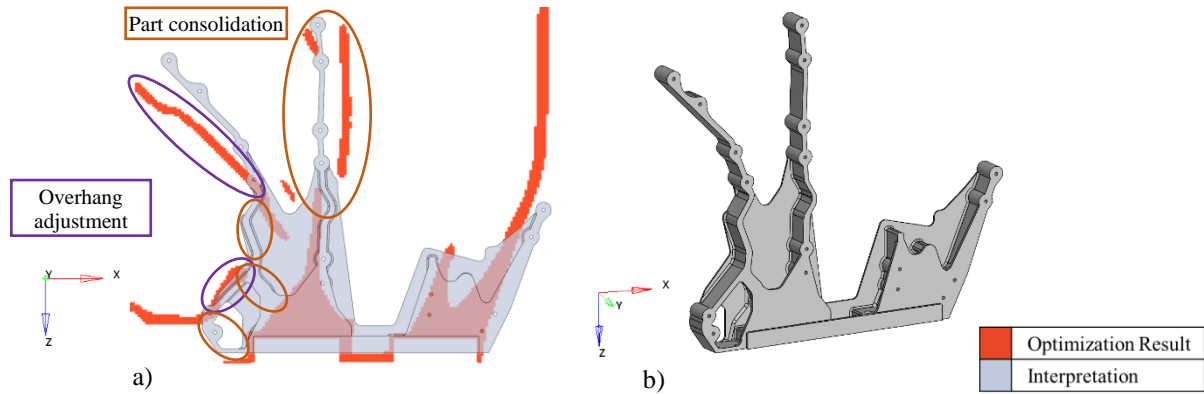 Part consolidation
Overhang
adjustment
Y
X
Z
a)
X
Y
Z
b)
Optimization Result
Interpretation